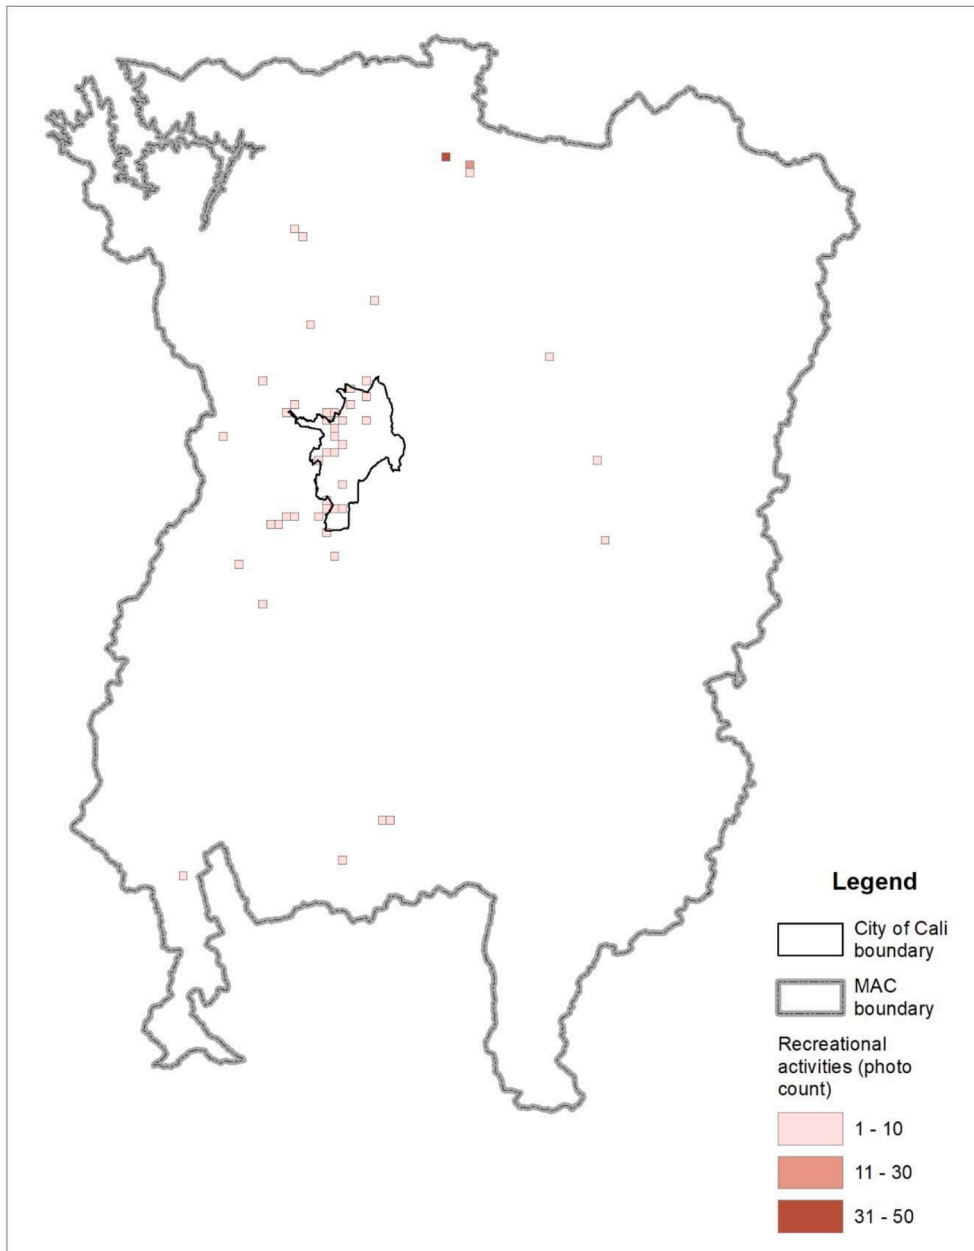 Legend
City of Cali
boundary
MAC
boundary
Recreational
activities (photo
count)
1 - 10
11 - 30
31 - 50